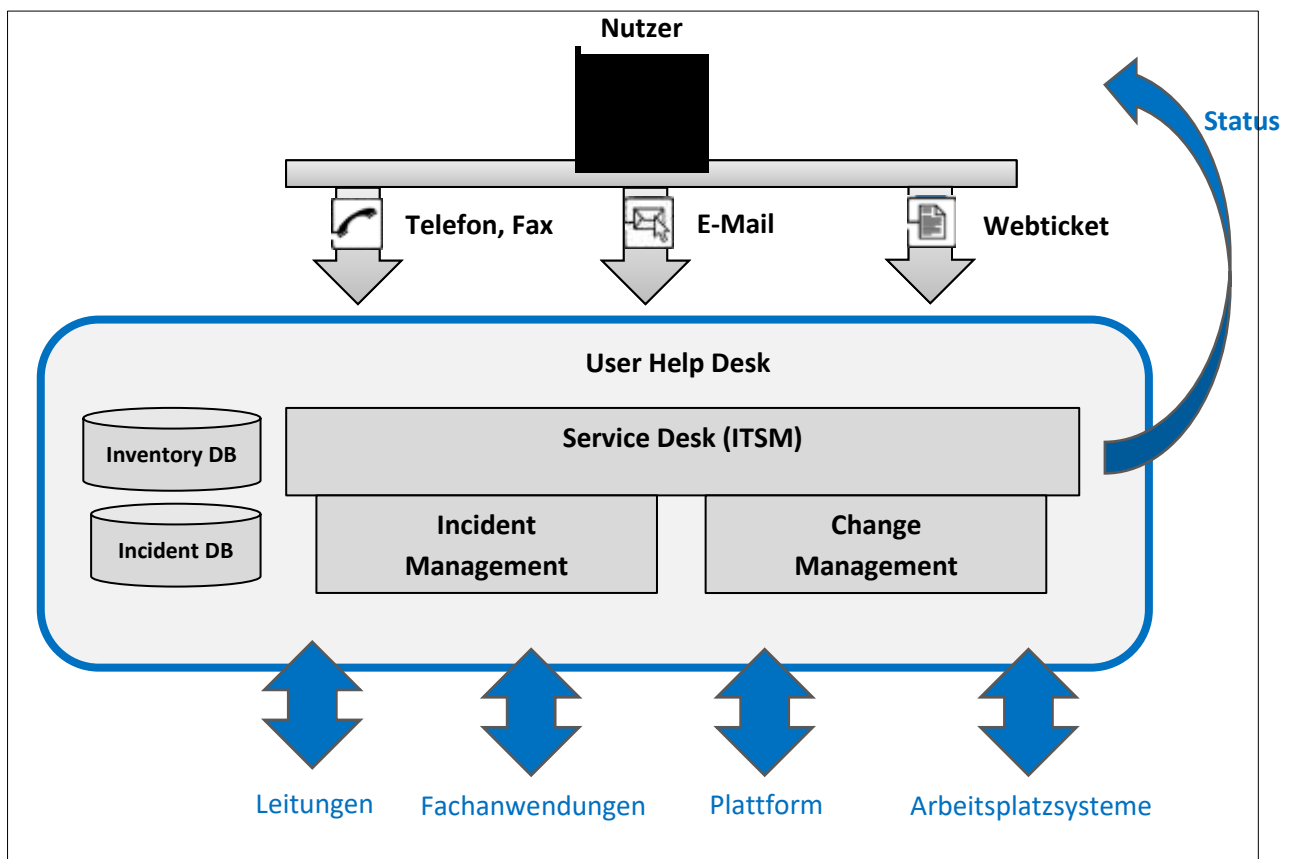 Nutzer
Status
Telefon, Fax
E-Mail
Webticket
User Help Desk
Service Desk (ITSM)
Inventory DB
Incident DB
Incident
Management
Change
Management
Leitungen
Fachanwendungen
Plattform
Arbeitsplatzsysteme